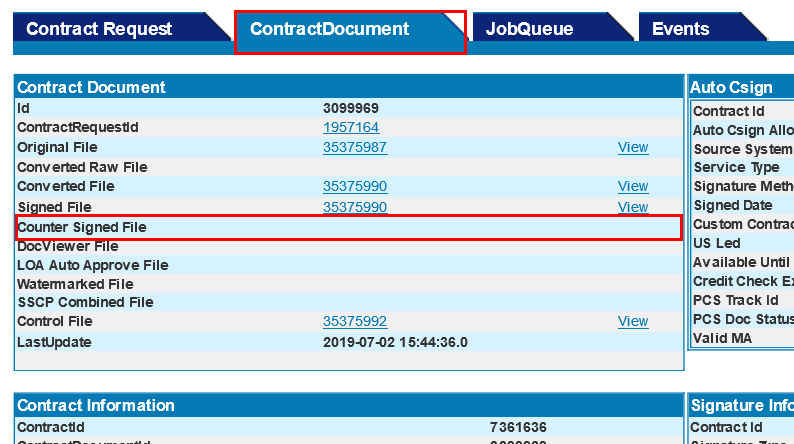 Contract Request ContractDocument JobQueue Events
Contract Document
Id 3099969
ContractRequestId 1957164
Original File 35375987 View
Converted Raw File
Converted File 35375990 View
Signed File 35375990 View
Counter Signed File
DocViewer File
LOA Auto Approve File
Watermarked File
SSCP Combined File
Control File 35375992 View
LastUpdate 2019-07-02 15:44:36.0
Auto Csign
Contract Id
Auto Csign Allo
Source System
Service Type
Signature Meth
Signed Date
Custom Contrac
US Led
Available Until
Credit Check Ex
PCS Track Id
PCS Doc Status
Valid MA
Contract Information
ContractId 7361636
Signature Info
Contract Id